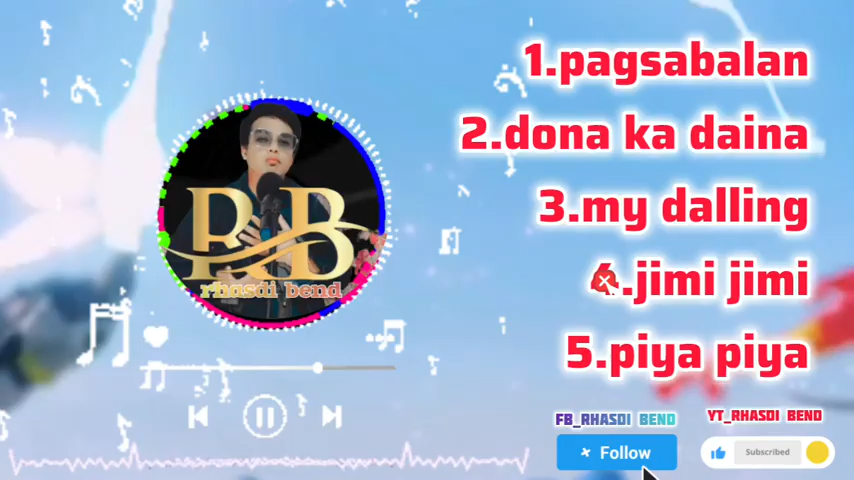 RB
rhasdi bend
1.pagsabalan
2.dona ka daina
3.my dalling
.jimi jimi
5.piya piya
FB_RHASDI BEND
YT_RHASDI BEND
Follow
Subscribed